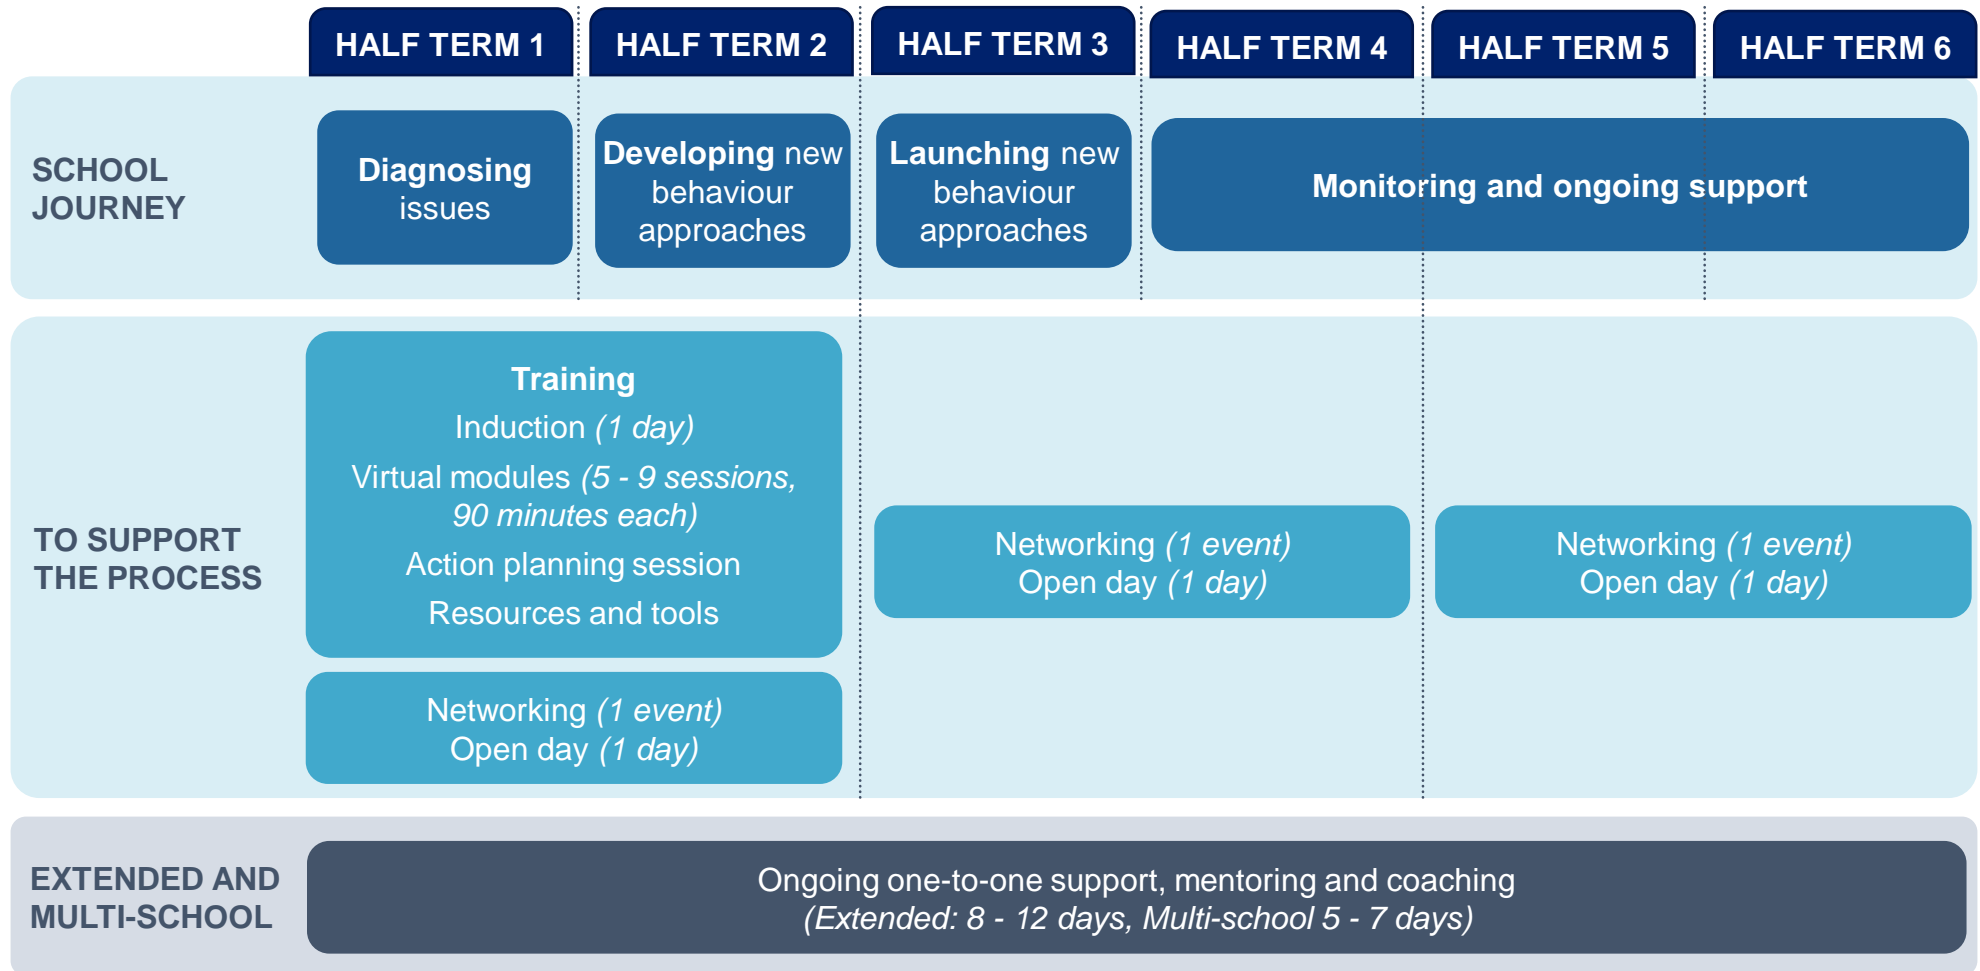 HALF TERM 1
HALF TERM 2
HALF TERM 3
HALF TERM 4
HALF TERM 5
HALF TERM 6
SCHOOL
JOURNEY
Diagnosing
issues
Developing new
behaviour
approaches
Launching new
behaviour
approaches
Monitoring and ongoing support
TO SUPPORT
THE PROCESS
Training
Induction (1 day)
Virtual modules (5 - 9 sessions,
90 minutes each)
Action planning session
Resources and tools
Networking (1 event)
Open day (1 day)
Networking (1 event)
Open day (1 day)
Networking (1 event)
Open day (1 day)
EXTENDED AND
MULTI-SCHOOL
Ongoing one-to-one support, mentoring and coaching
(Extended: 8 - 12 days, Multi-school 5 - 7 days)